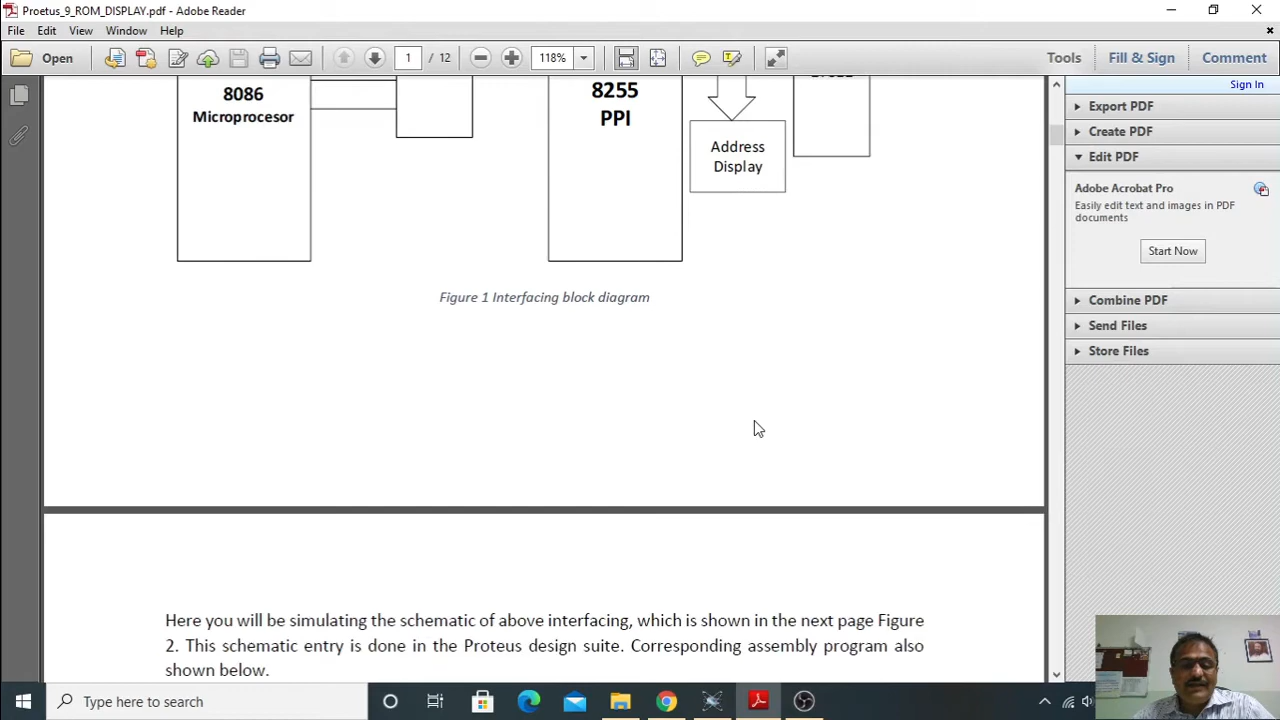 Proetus_9_ROM_DISPLAY.pdf - Adobe Reader
File Edit View Window Help
Open 1 / 12 118% Tools Fill & Sign Comment
Sign In
Export PDF
Create PDF
Edit PDF
Adobe Acrobat Pro
Easily edit text and images in PDF
documents
Start Now
Combine PDF
Send Files
Store Files
8086
Microprocesor
8255
PPI
Address
Display
Figure 1 Interfacing block diagram
Here you will be simulating the schematic of above interfacing, which is shown in the next page Figure
2. This schematic entry is done in the Proteus design suite. Corresponding assembly program also
shown below.
Type here to search